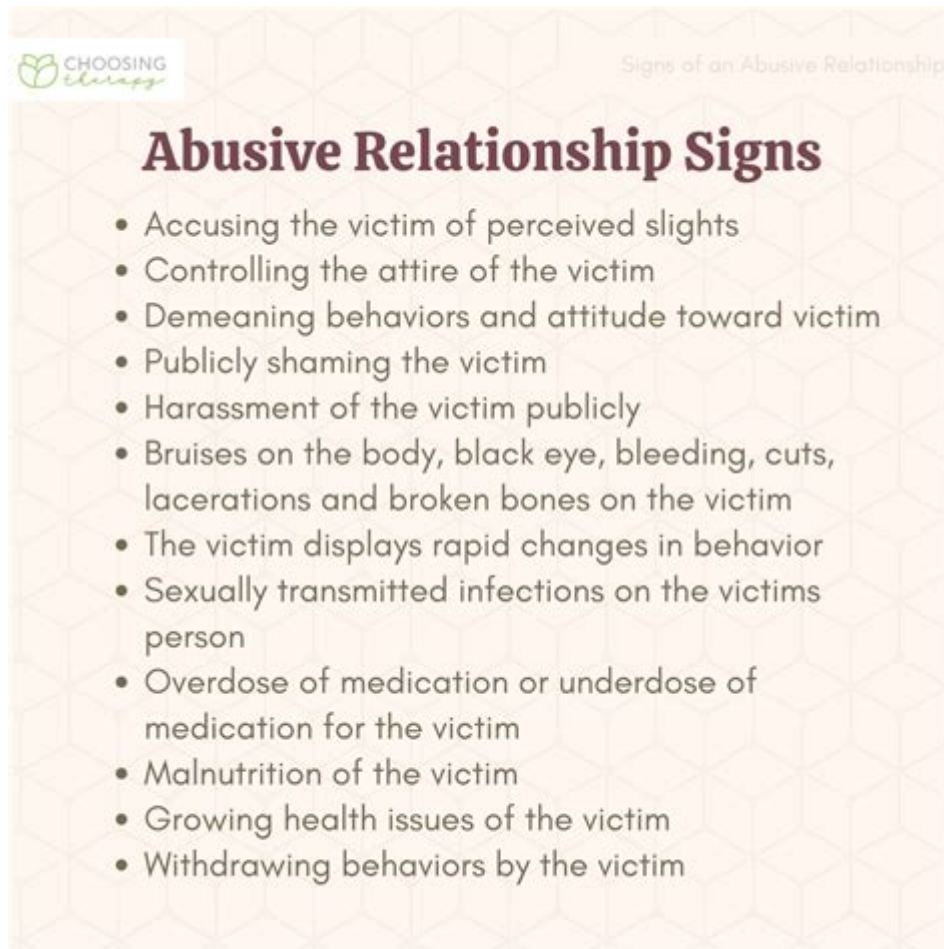 CHOOSING
therapy
Signs of an Abusive Relationship
Abusive Relationship Signs
• Accusing the victim of perceived slights
• Controlling the attire of the victim
• Demeaning behaviors and attitude toward victim
• Publicly shaming the victim
• Harassment of the victim publicly
• Bruises on the body, black eye, bleeding, cuts,
lacerations and broken bones on the victim
• The victim displays rapid changes in behavior
• Sexually transmitted infections on the victims
person
• Overdose of medication or underdose of
medication for the victim
• Malnutrition of the victim
• Growing health issues of the victim
• Withdrawing behaviors by the victim